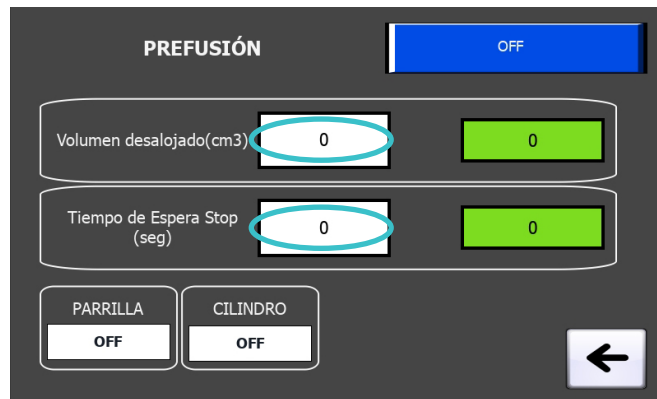 PREFUSIÓN
OFF
Volumen desalojado(cm3)
0
0
Tiempo de Espera Stop
(seg)
0
0
PARRILLA
CILINDRO
OFF
OFF